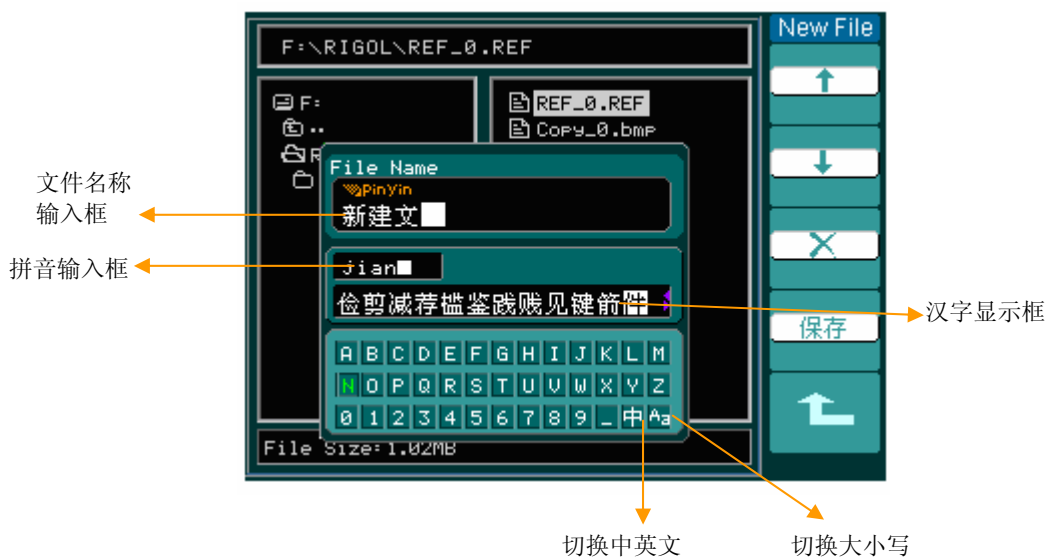 New File
F:\RIGOL\REF_0.REF
F:
REF_0.REF
..
Copy_0.bmp
R
File Name
PinYin
新建文
文件名称
输入框
jian
拼音输入框
俭剪减荐槛鉴践贱见键箭件
汉字显示框
保存
A B C D E F G H I J K L M
N O P Q R S T U V W X Y Z
0 1 2 3 4 5 6 7 8 9 _ 中 Aa
File Size: 1.02MB
切换中英文
切换大小写